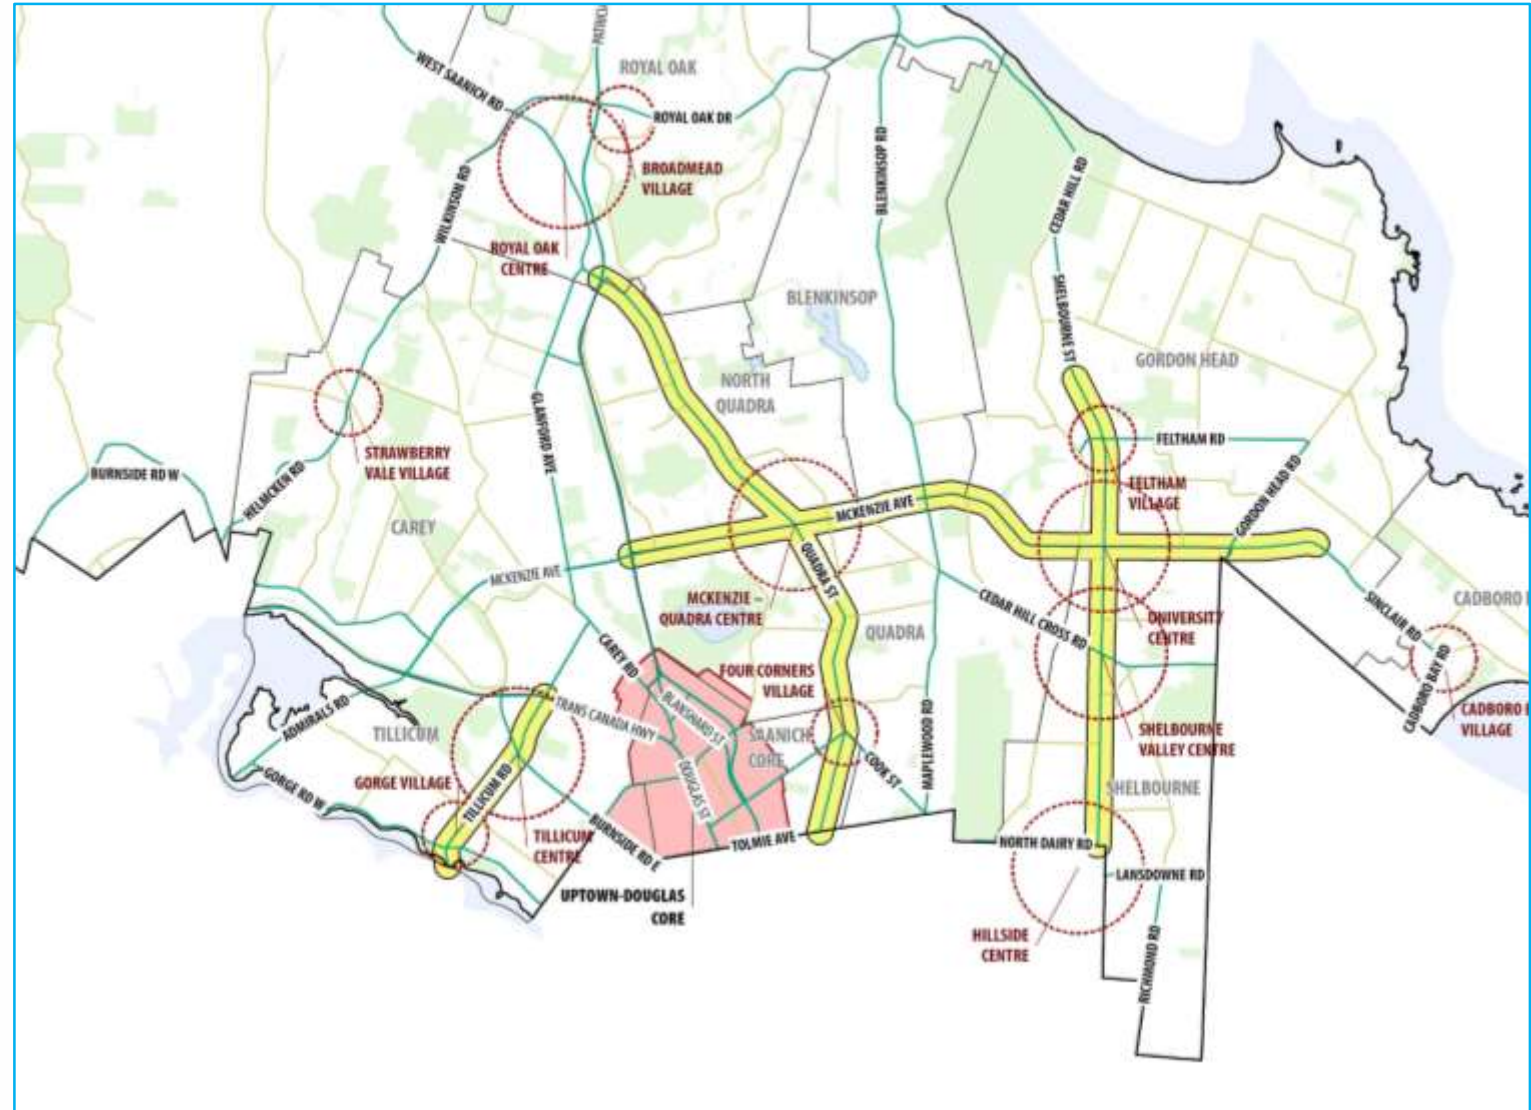 PATRICI
WEST SAANICH RD
ROYAL OAK
ROYAL OAK DR
BROADMEAD
VILLAGE
WILKINSON RD
BLENKINSOP RD
CEDAR HILL RD
ROYAL OAK
CENTRE
BLENKINSOP
SHELBOURNE ST
GORDON HEAD
NORTH
QUADRA
GLANFORD AVE
STRAWBERRY
VALE VILLAGE
BURNSIDE RD W
HELMCKEN RD
FELTHAM RD
FELTHAM
VILLAGE
GORDON HEAD RD
CAREY
MCKENZIE AVE
MCKENZIE AVE
QUADRA ST
MCKENZIE –
QUADRA CENTRE
CEDAR HILL CROSS RD
UNIVERSITY
CENTRE
SINCLAIR RD
CADBORO
QUADRA
CAREY RD
FOUR CORNERS
VILLAGE
CADBORO BAY RD
CADBORO
VILLAGE
ADMIRALS RD
TILLICUM
TRANS CANADA HWY
BLANSHARD ST
SAANICH
CORE
SHELBOURNE
VALLEY CENTRE
MAPLEWOOD RD
COOK ST
DOUGLAS ST
GORGE VILLAGE
GORGE RD W
TILLICUM RD
SHELBOURNE
TILLICUM
CENTRE
BURNSIDE RD E
TOLMIE AVE
NORTH DAIRY RD
LANSDOWNE RD
UPTOWN-DOUGLAS
CORE
HILLSIDE
CENTRE
RICHMOND RD